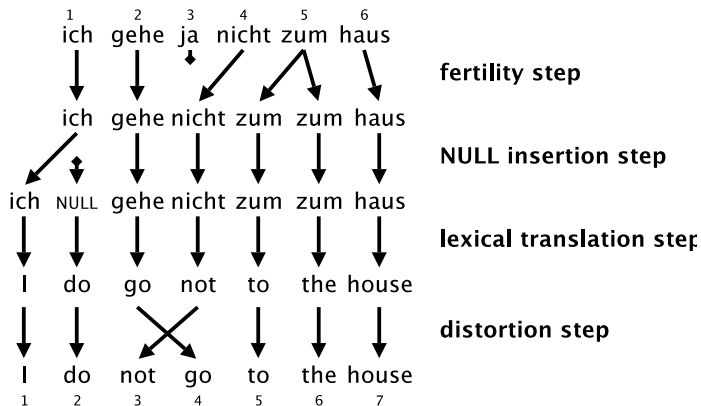 1 2 3 4 5 6
ich gehe ja nicht zum haus
fertility step
ich gehe nicht zum zum haus
NULL insertion step
ich NULL gehe nicht zum zum haus
lexical translation step
I do go not to the house
distortion step
I do not go to the house
1 2 3 4 5 6 7